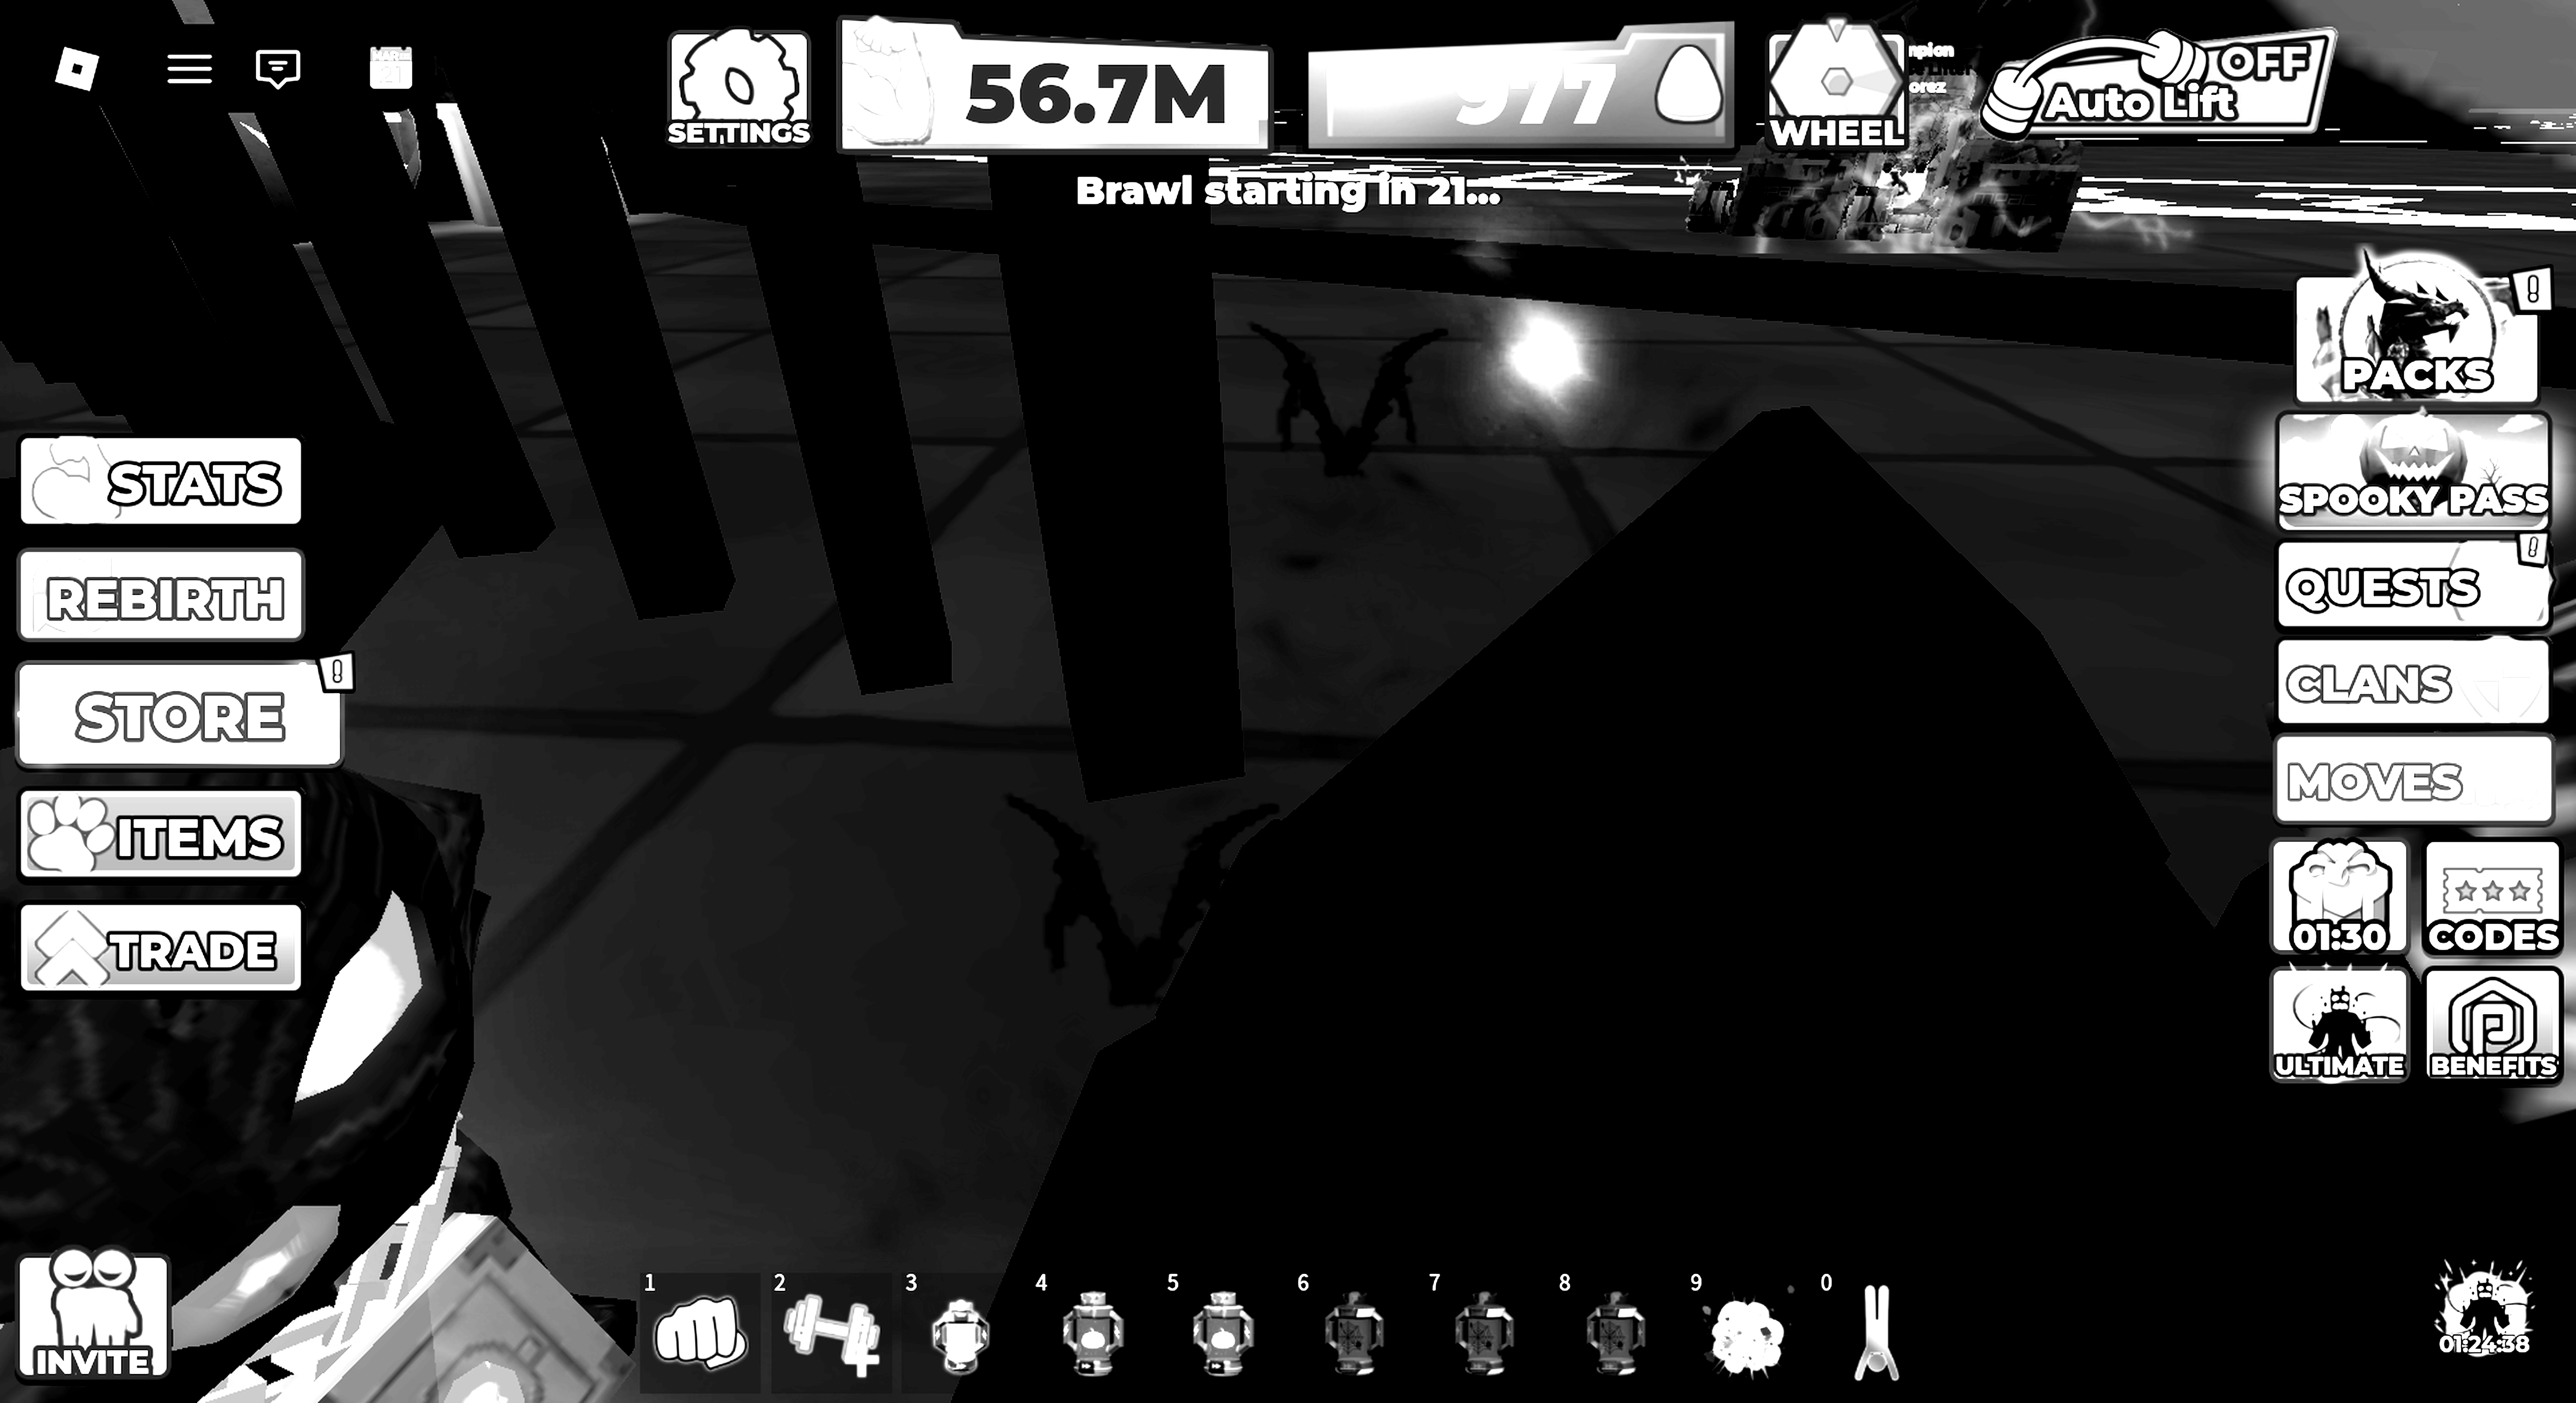 SETTINGS
56.7M
977
WHEEL
OFF
Auto Lift
Brawl starting in 21...
PACKS
STATS
SPOOKY PASS
REBIRTH
QUESTS
STORE
CLANS
MOVES
ITEMS
TRADE
01:30
CODES
ULTIMATE
BENEFITS
INVITE
1
2
3
4
5
6
7
8
9
0
01:24:38